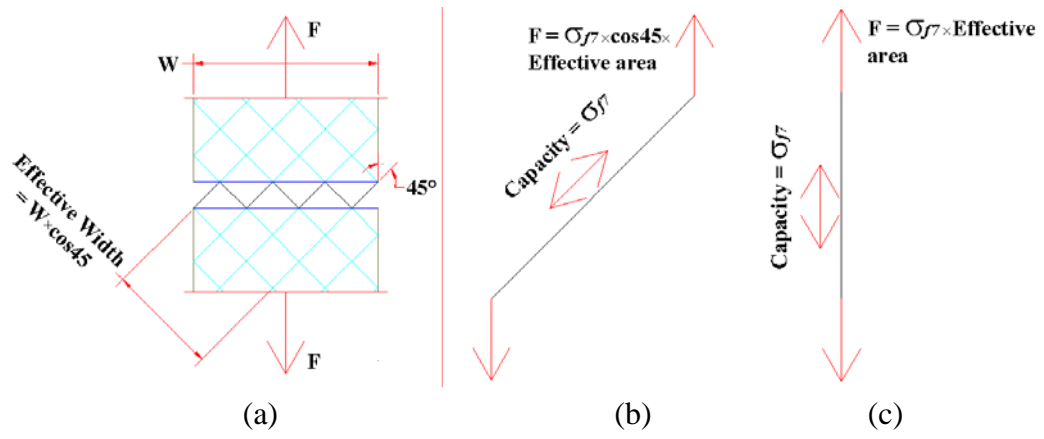 F
W
45°
Effective Width
= W×cos45
F
(a)
F = σf7×cos45×
Effective area
Capacity = σf7
(b)
F = σf7×Effective
area
Capacity = σf7
(c)